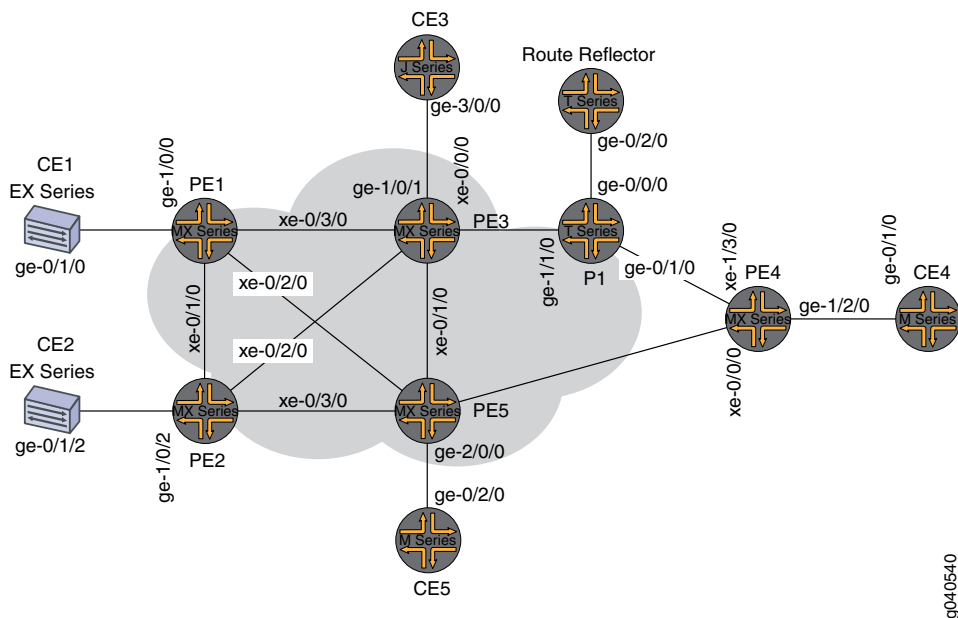 CE3
J Series
ge-3/0/0
Route Reflector
T Series
ge-0/2/0
CE1
EX Series
ge-0/1/0
ge-1/0/0
PE1
MX Series
xe-0/3/0
ge-1/0/1
xe-0/0/0
MX Series
PE3
ge-0/0/0
T Series
ge-1/1/0
P1
ge-0/1/0
xe-1/3/0
PE4
MX Series
xe-0/0/0
ge-1/2/0
ge-0/1/0
CE4
M Series
xe-0/1/0
xe-0/2/0
xe-0/2/0
xe-0/1/0
CE2
EX Series
ge-0/1/2
ge-1/0/2
MX Series
PE2
xe-0/3/0
MX Series
PE5
ge-2/0/0
ge-0/2/0
M Series
CE5
g040540